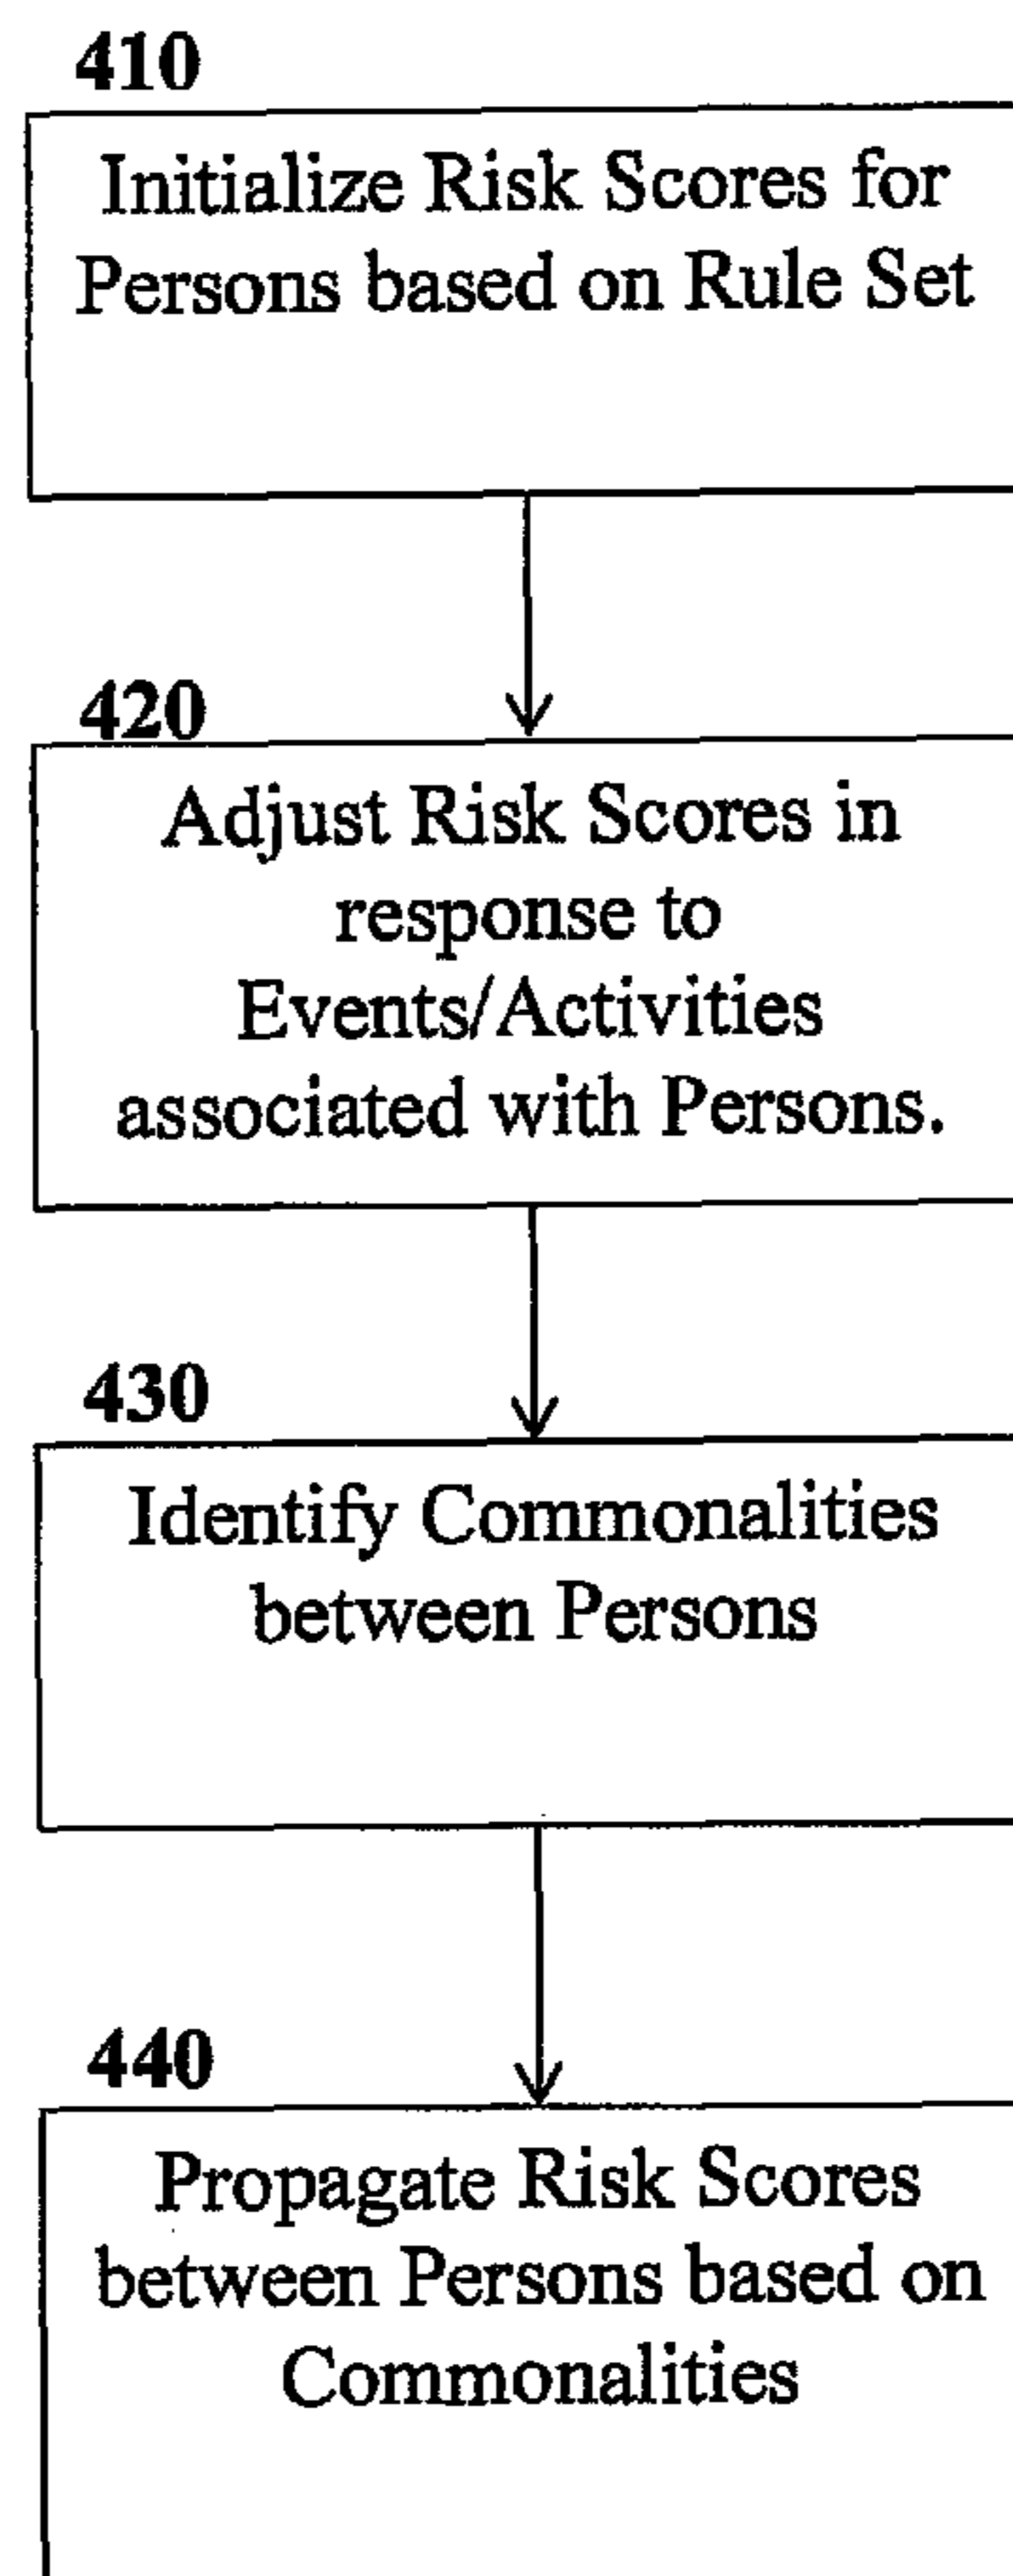 410
Initialize Risk Scores for
Persons based on Rule Set
420
Adjust Risk Scores in
response to
Events/Activities
associated with Persons.
430
Identify Commonalities
between Persons
440
Propagate Risk Scores
between Persons based on
Commonalities